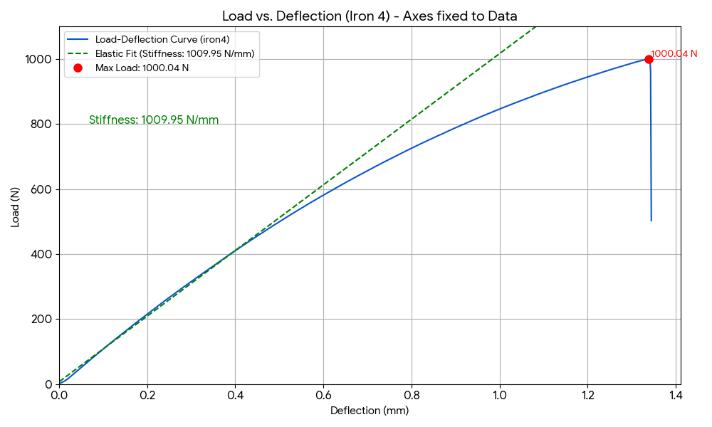 Load vs. Deflection (Iron 4) - Axes fixed to Data
Load-Deflection Curve (iron4)
Elastic Fit (Stiffness: 1009.95 N/mm)
Max Load: 1000.04 N
1000.04 N
Stiffness: 1009.95 N/mm
Load (N)
1000
800
600
400
200
0
0.0 0.2 0.4 0.6 0.8 1.0 1.2 1.4
Deflection (mm)